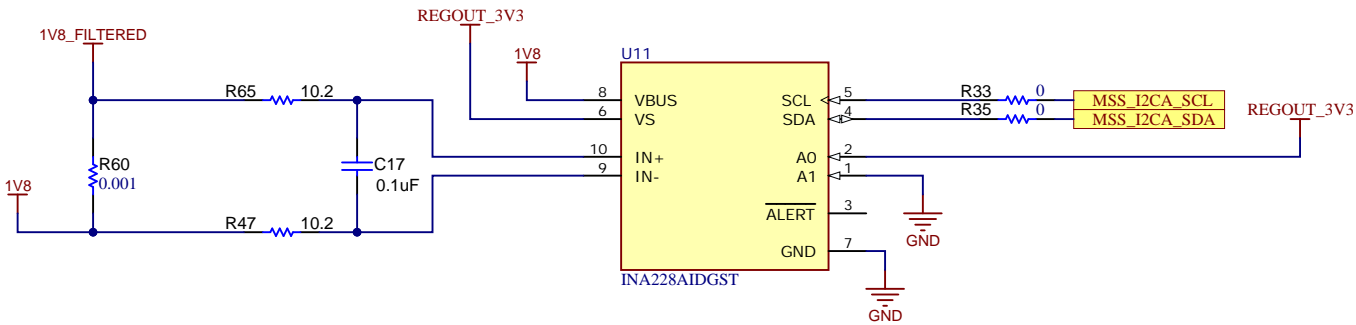 REGOUT_3V3
1V8_FILTERED
1V8
U11
R65 10.2
8 VBUS
SCL 5
R33 0
MSS_I2CA_SCL
6 VS
SDA 4
R35 0
MSS_I2CA_SDA
REGOUT_3V3
R60
0.001
C17
0.1uF
10 IN+
A0 2
9 IN-
A1 1
1V8
R47 10.2
ALERT 3
GND
GND 7
INA228AIDGST
GND